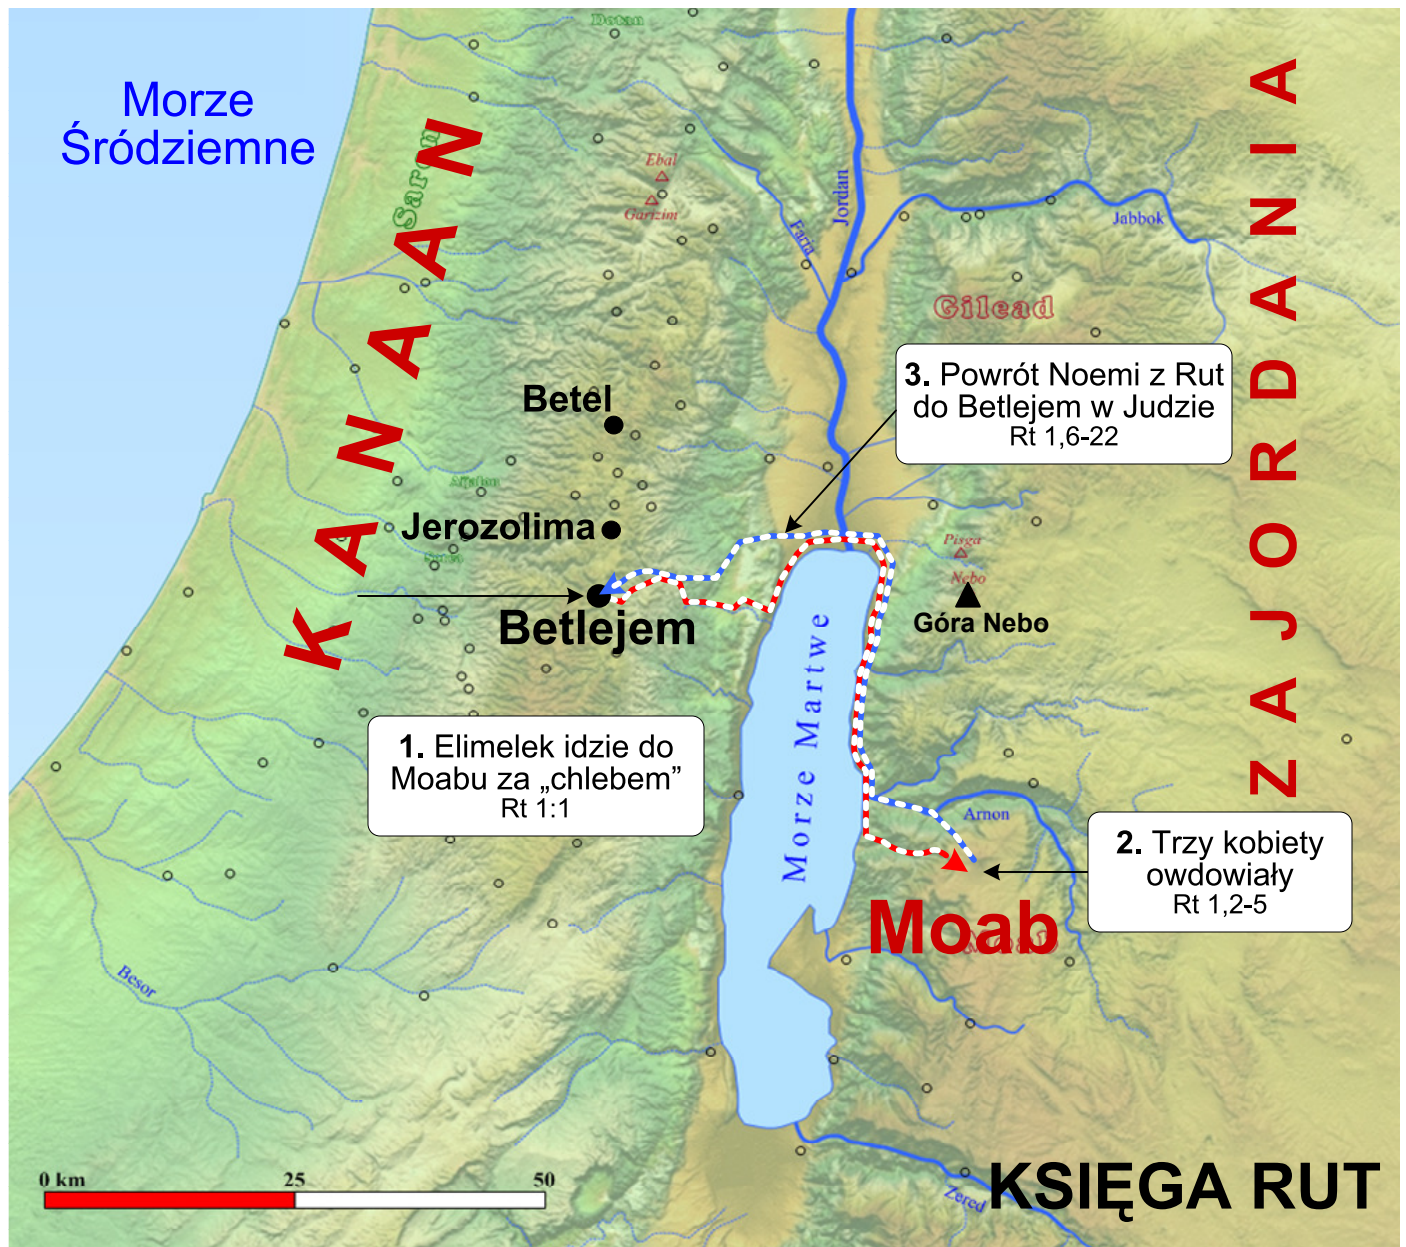 Dotan
Morze
Śródziemne
KANAAN
Saron
Ebal
Garizim
Faria
Jordan
Jabbok
ZAJORDANIA
Gilead
3. Powrót Noemi z Rut
do Betlejem w Judzie
Rt 1,6-22
Betel
Ajjalon
Jerozolima
Pisga
Nebo
Góra Nebo
Betlejem
Morze Martwe
1. Elimelek idzie do
Moabu za „chlebem”
Rt 1:1
Arnon
2. Trzy kobiety
owdowiały
Rt 1,2-5
Moab
Moab
Besor
0 km 25 50
Zered
KSIĘGA RUT